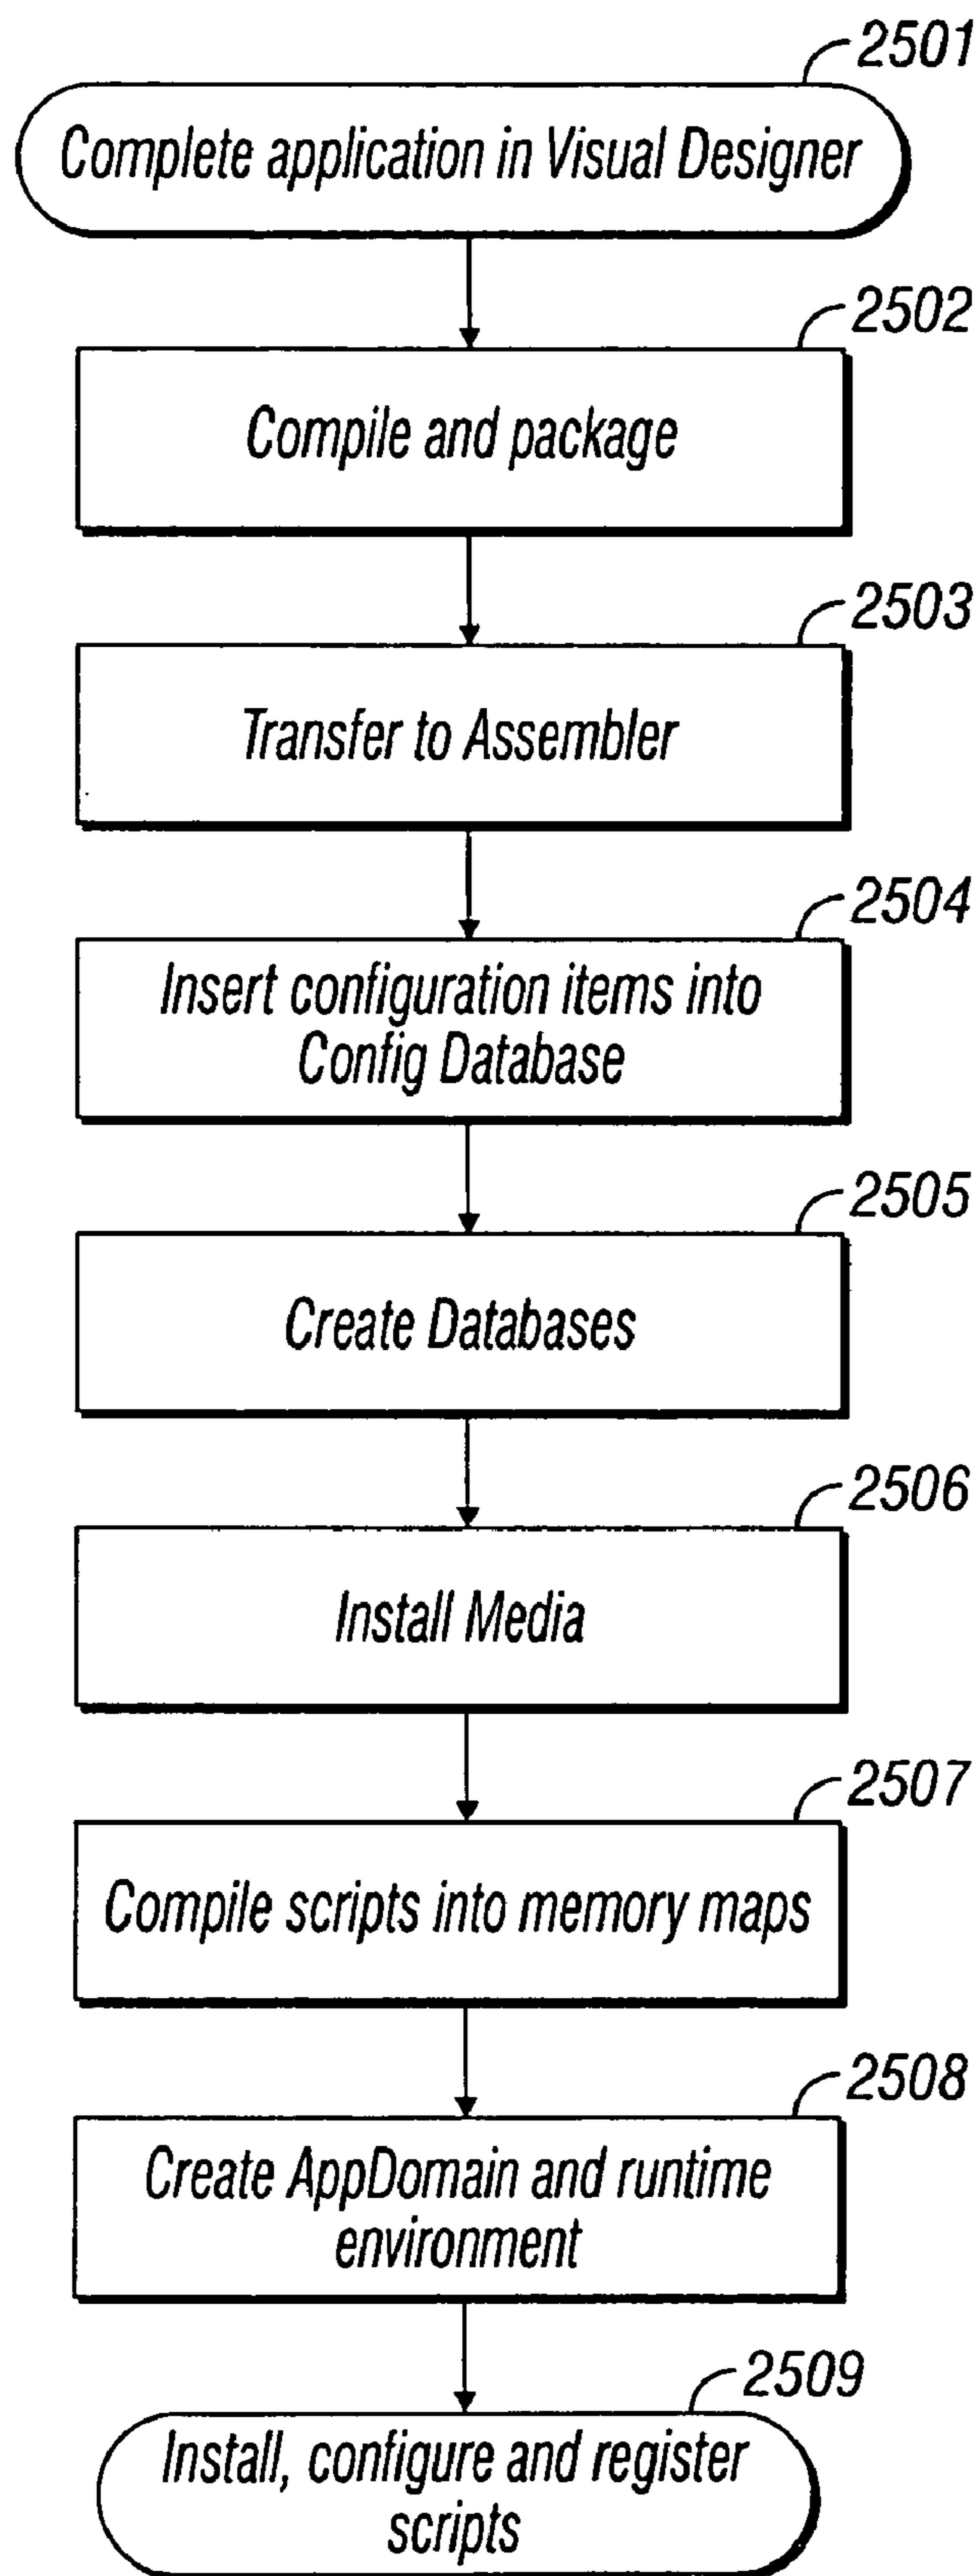 2501
Complete application in Visual Designer
2502
Compile and package
2503
Transfer to Assembler
2504
Insert configuration items into
Config Database
2505
Create Databases
2506
Install Media
2507
Compile scripts into memory maps
2508
Create AppDomain and runtime
environment
2509
Install, configure and register
scripts